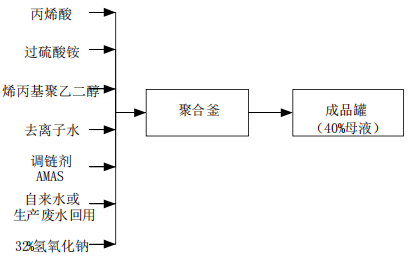 丙烯酸
过硫酸铵
烯丙基聚乙二醇
去离子水
调链剂
AMAS
自来水或
生产废水回用
32%氢氧化钠
聚合釜
成品罐
（40%母液）